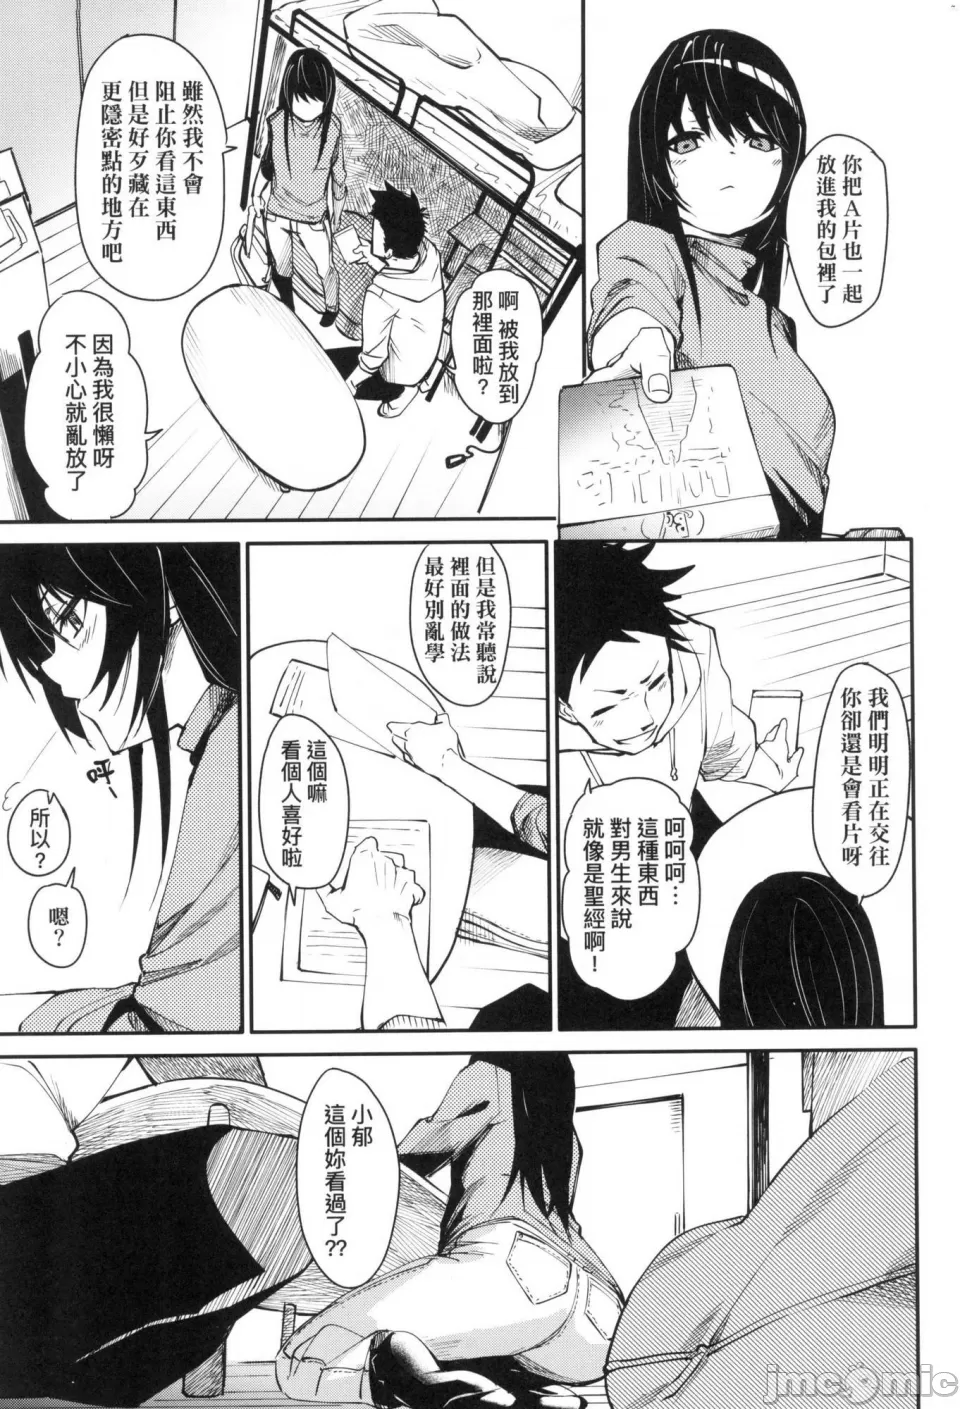 你把A片也一起
放進我的包裡了
啊 被我放到
那裡面啦？
雖然我不會
阻止你看這東西
但是好歹藏在
更隱密點的地方吧
因為我很懶呀
不小心就亂放了
我們明明正在交往
你卻還是會看片呀
呵呵呵…
這種東西
對男生來說
就像是聖經啊！
但是我常聽說
裡面的做法
最好別亂學
這個嘛
看個人喜好啦
呼
所以？
嗯？
小郁
這個妳看過了??
jmcomic